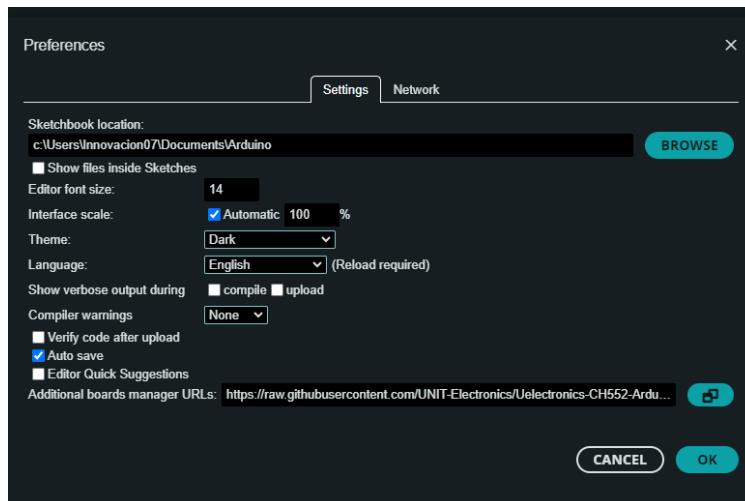 Preferences
Settings Network
Sketchbook location:
c:\Users\Innovacion07\Documents\Arduino
BROWSE
Show files inside Sketches
Editor font size: 14
Interface scale: Automatic 100 %
Theme: Dark
Language: English (Reload required)
Show verbose output during compile upload
Compiler warnings None
Verify code after upload
Auto save
Editor Quick Suggestions
Additional boards manager URLs: https://raw.githubusercontent.com/UNIT-Electronics/Uelectronics-CH552-Ardu...
CANCEL OK